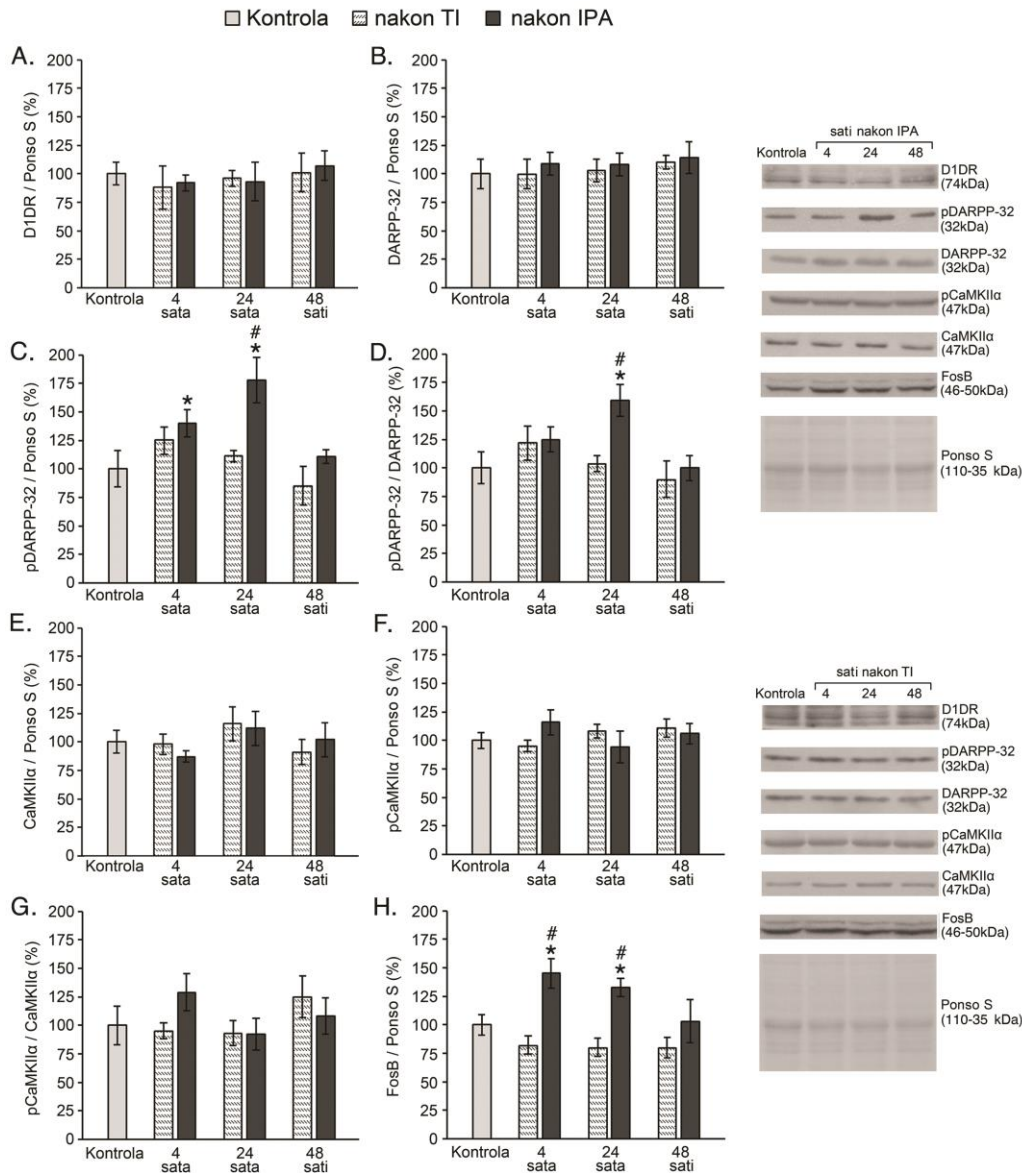 Kontrola nakon TI nakon IPA
A.
D1DR / Ponso S (%)
200
175
150
125
100
75
50
25
0
Kontrola 4 24 48
sata sata sati
B.
DARPP-32 / Ponso S (%)
200
175
150
125
100
75
50
25
0
Kontrola 4 24 48
sata sata sati
C.
pDARPP-32 / Ponso S (%)
200
175
150
125
100
75
50
25
0
#
* *
Kontrola 4 24 48
sata sata sati
D.
pDARPP-32 / DARPP-32 (%)
200
175
150
125
100
75
50
25
0
#
*
Kontrola 4 24 48
sata sata sati
sati nakon IPA
Kontrola 4 24 48
D1DR
(74kDa)
pDARPP-32
(32kDa)
DARPP-32
(32kDa)
pCaMKIIα
(47kDa)
CaMKIIα
(47kDa)
FosB
(46-50kDa)
Ponso S
(110-35 kDa)
E.
CaMKIIα / Ponso S (%)
200
175
150
125
100
75
50
25
0
Kontrola 4 24 48
sata sata sati
F.
pCaMKIIα / Ponso S (%)
200
175
150
125
100
75
50
25
0
Kontrola 4 24 48
sata sata sati
G.
pCaMKIIα / CaMKIIα (%)
200
175
150
125
100
75
50
25
0
Kontrola 4 24 48
sata sata sati
H.
FosB / Ponso S (%)
200
175
150
125
100
75
50
25
0
# #
* *
Kontrola 4 24 48
sata sata sati
sati nakon TI
Kontrola 4 24 48
D1DR
(74kDa)
pDARPP-32
(32kDa)
DARPP-32
(32kDa)
pCaMKIIα
(47kDa)
CaMKIIα
(47kDa)
FosB
(46-50kDa)
Ponso S
(110-35 kDa)